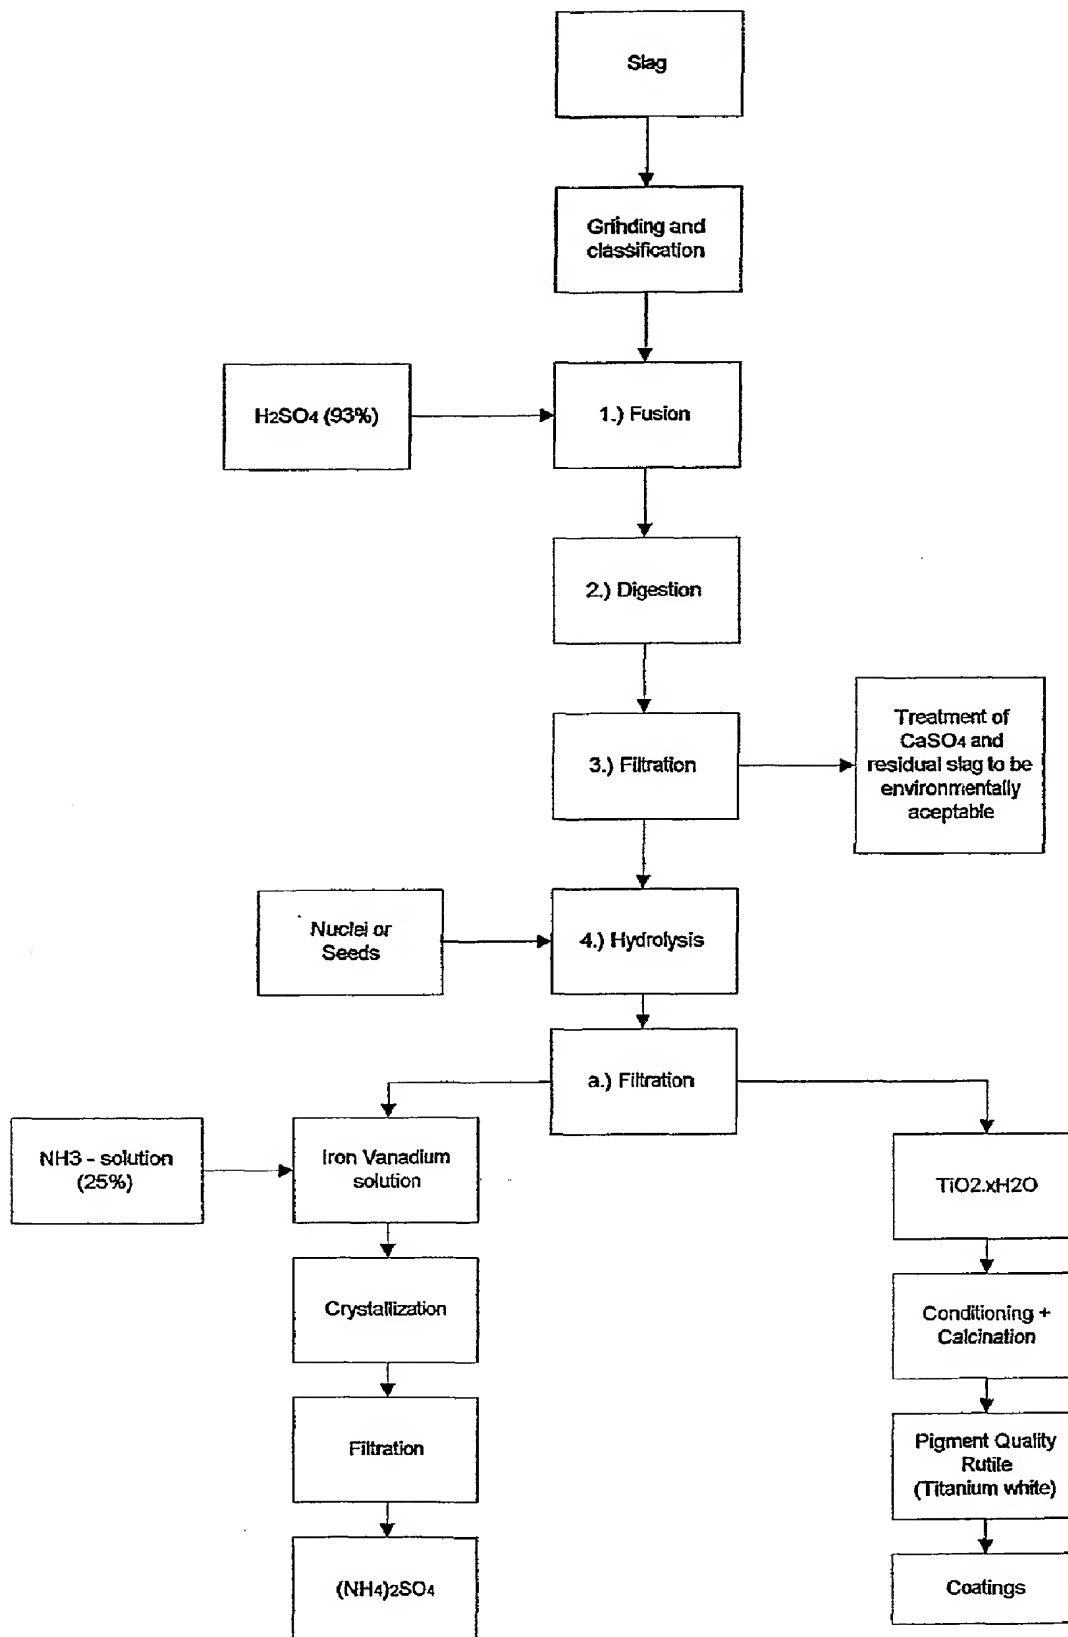 Slag
Grinding and
classification
H2SO4 (93%)
1.) Fusion
2.) Digestion
3.) Filtration
Treatment of
CaSO4 and
residual slag to be
environmentally
aceptable
Nuclei or
Seeds
4.) Hydrolysis
a.) Filtration
NH3 - solution
(25%)
Iron Vanadium
solution
TiO2.xH2O
Crystallization
Conditioning +
Calcination
Filtration
Pigment Quality
Rutile
(Titanium white)
(NH4)2SO4
Coatings